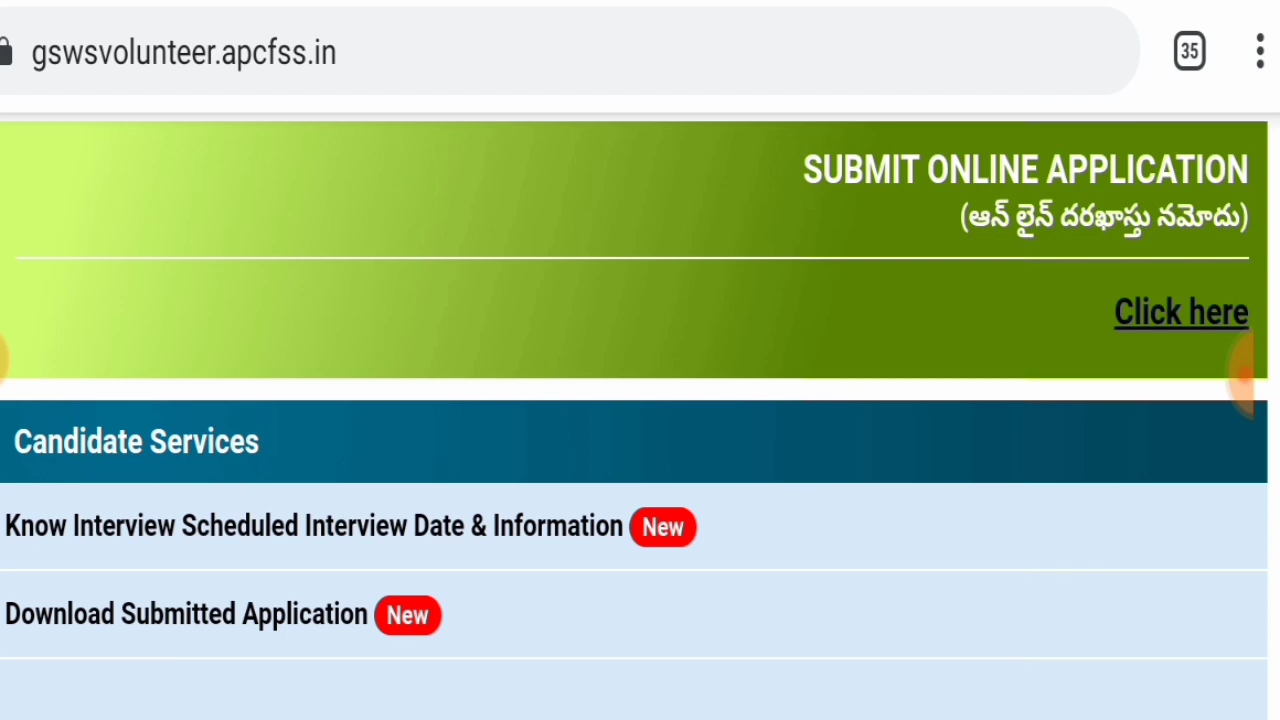 gswsvolunteer.apcfss.in
35
SUBMIT ONLINE APPLICATION
(ఆన్ లైన్ దరఖాస్తు నమోదు)
Click here
Candidate Services
Know Interview Scheduled Interview Date & Information New
Download Submitted Application New